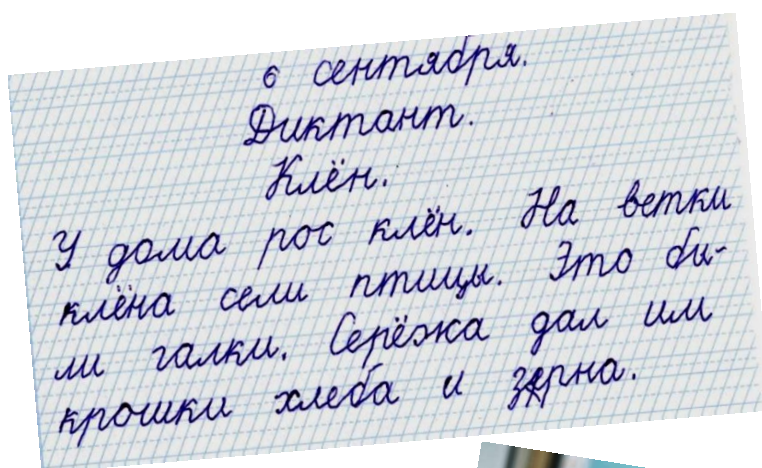 6 сентября.
Диктант.
Клён.
У дома рос клён. На ветки
клёна сели птицы. Это бы-
ли галки. Серёжа дал им
крошки хлеба и зерна.